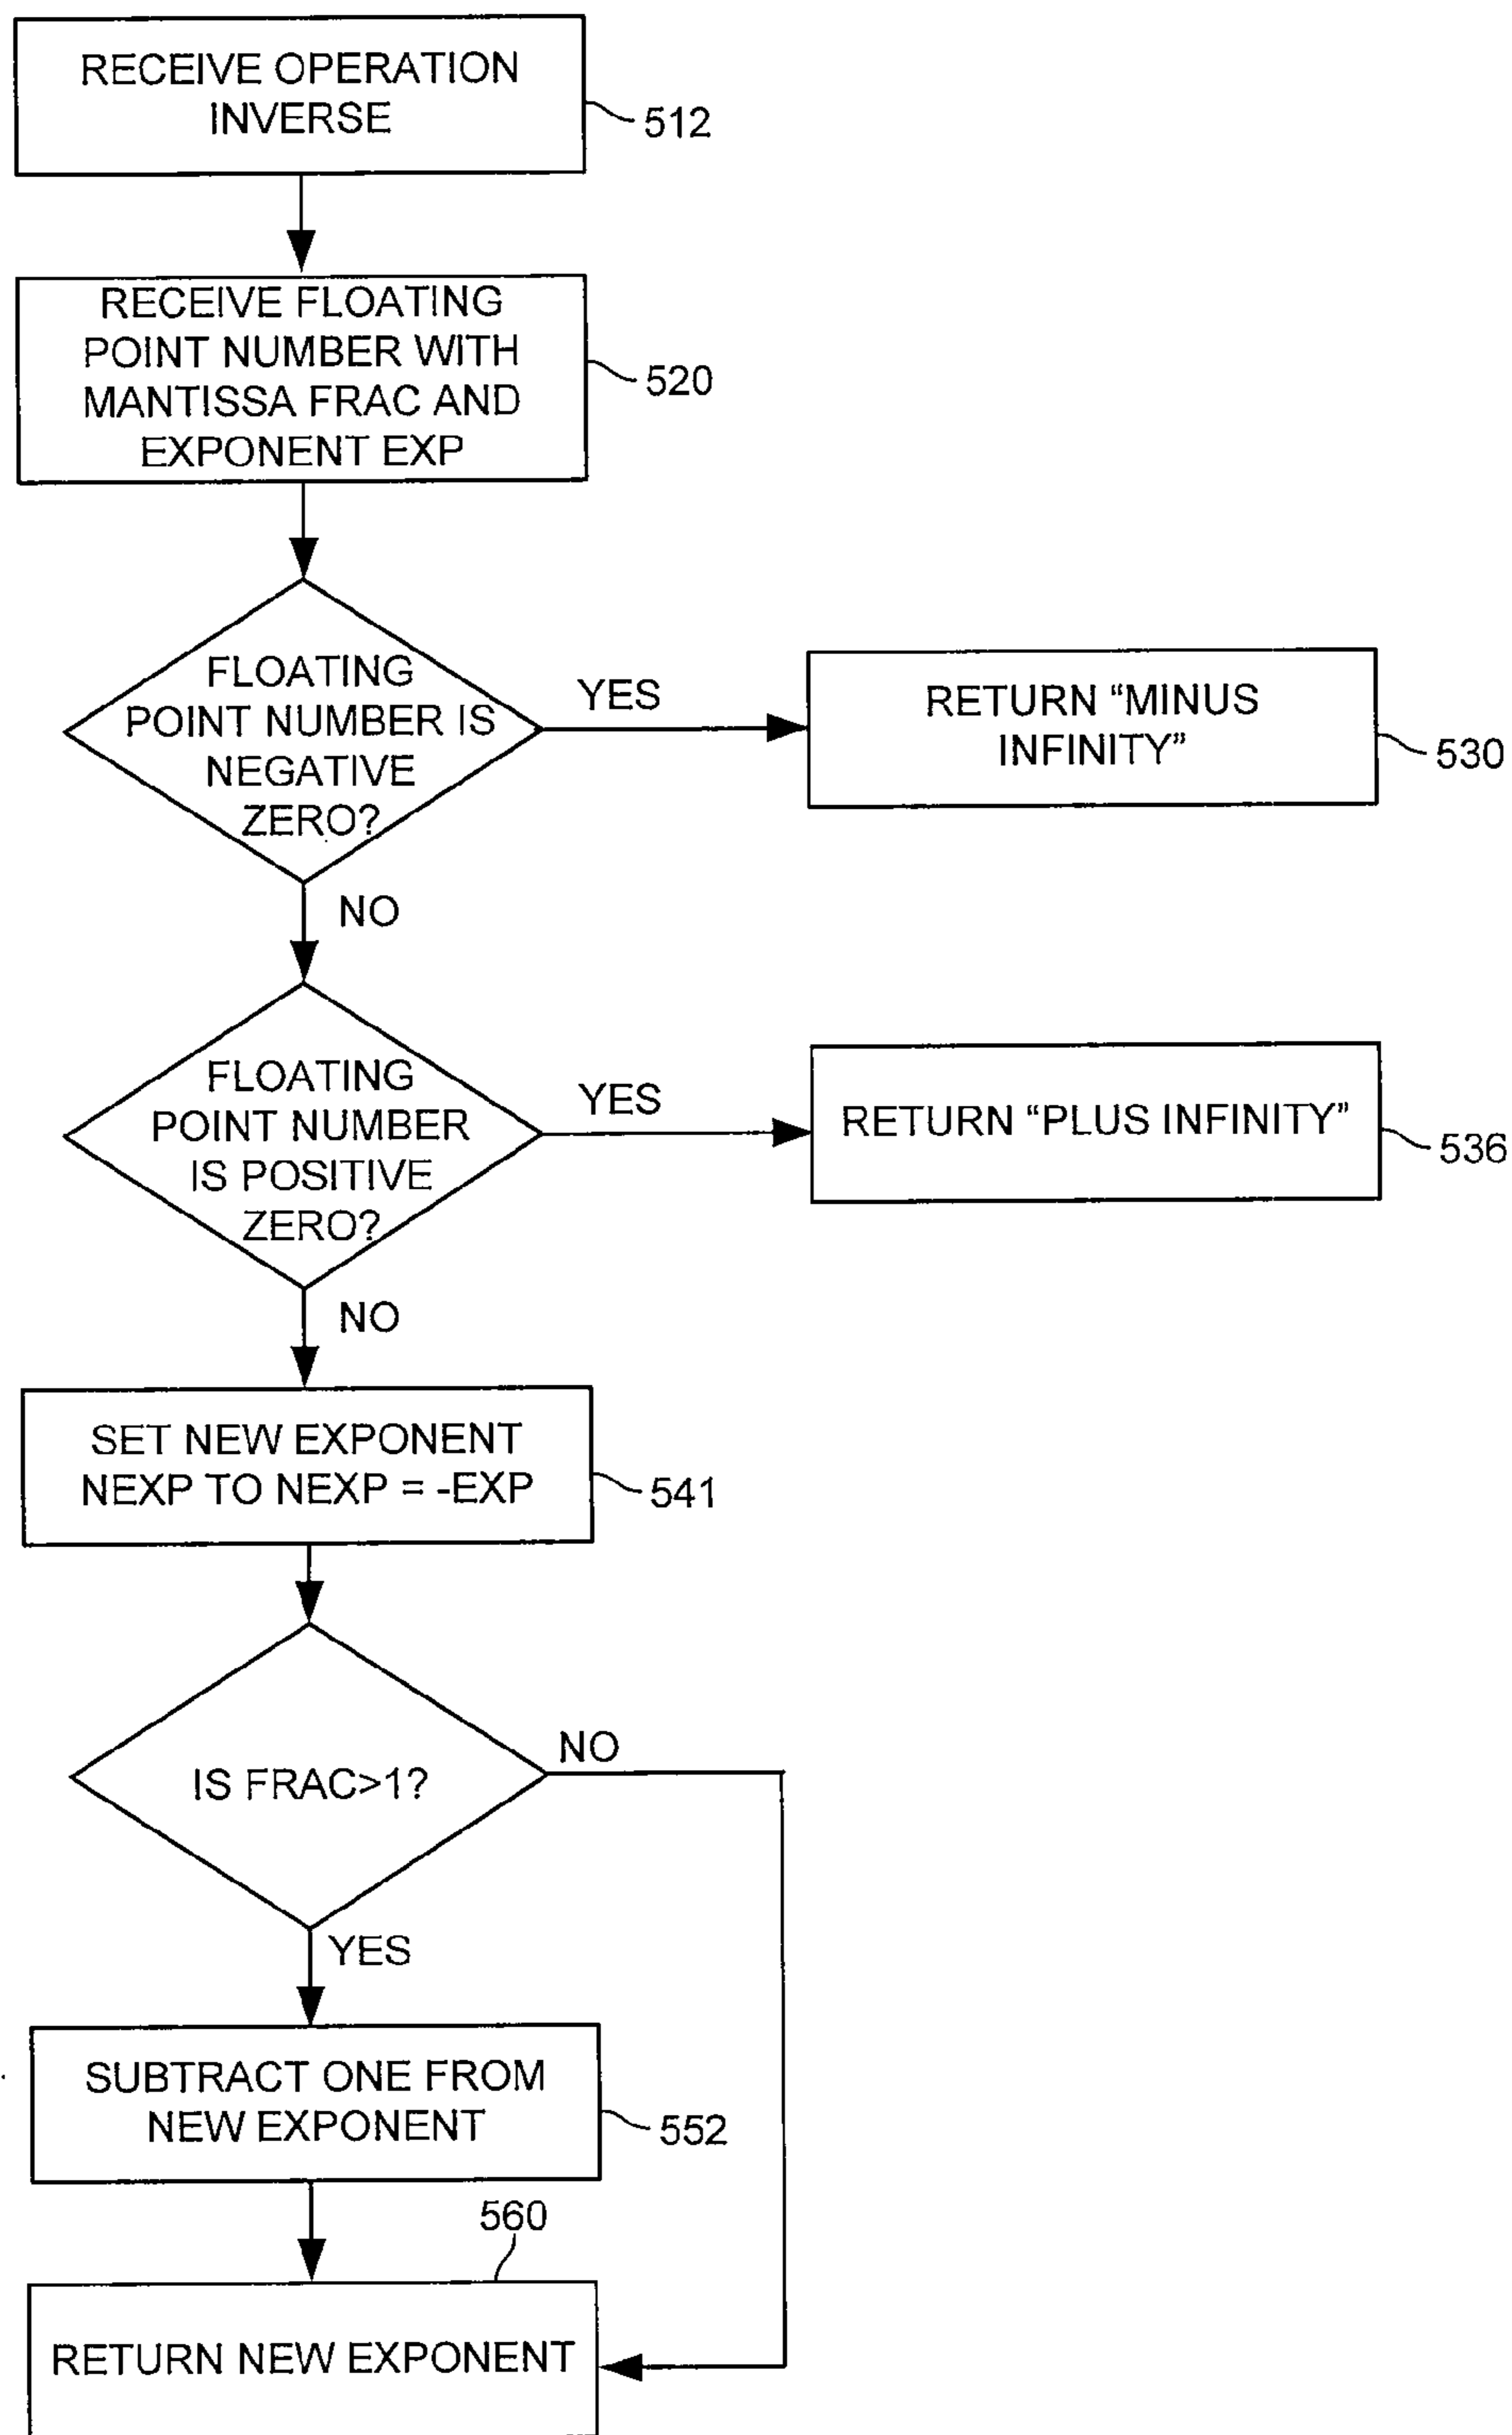 RECEIVE OPERATION
INVERSE
512
RECEIVE FLOATING
POINT NUMBER WITH
MANTISSA FRAC AND
EXPONENT EXP
520
FLOATING
POINT NUMBER IS
NEGATIVE
ZERO?
YES
RETURN “MINUS
INFINITY”
530
NO
FLOATING
POINT NUMBER
IS POSITIVE
ZERO?
YES
RETURN “PLUS INFINITY”
536
NO
SET NEW EXPONENT
NEXP TO NEXP = -EXP
541
IS FRAC>1?
NO
YES
SUBTRACT ONE FROM
NEW EXPONENT
552
560
RETURN NEW EXPONENT